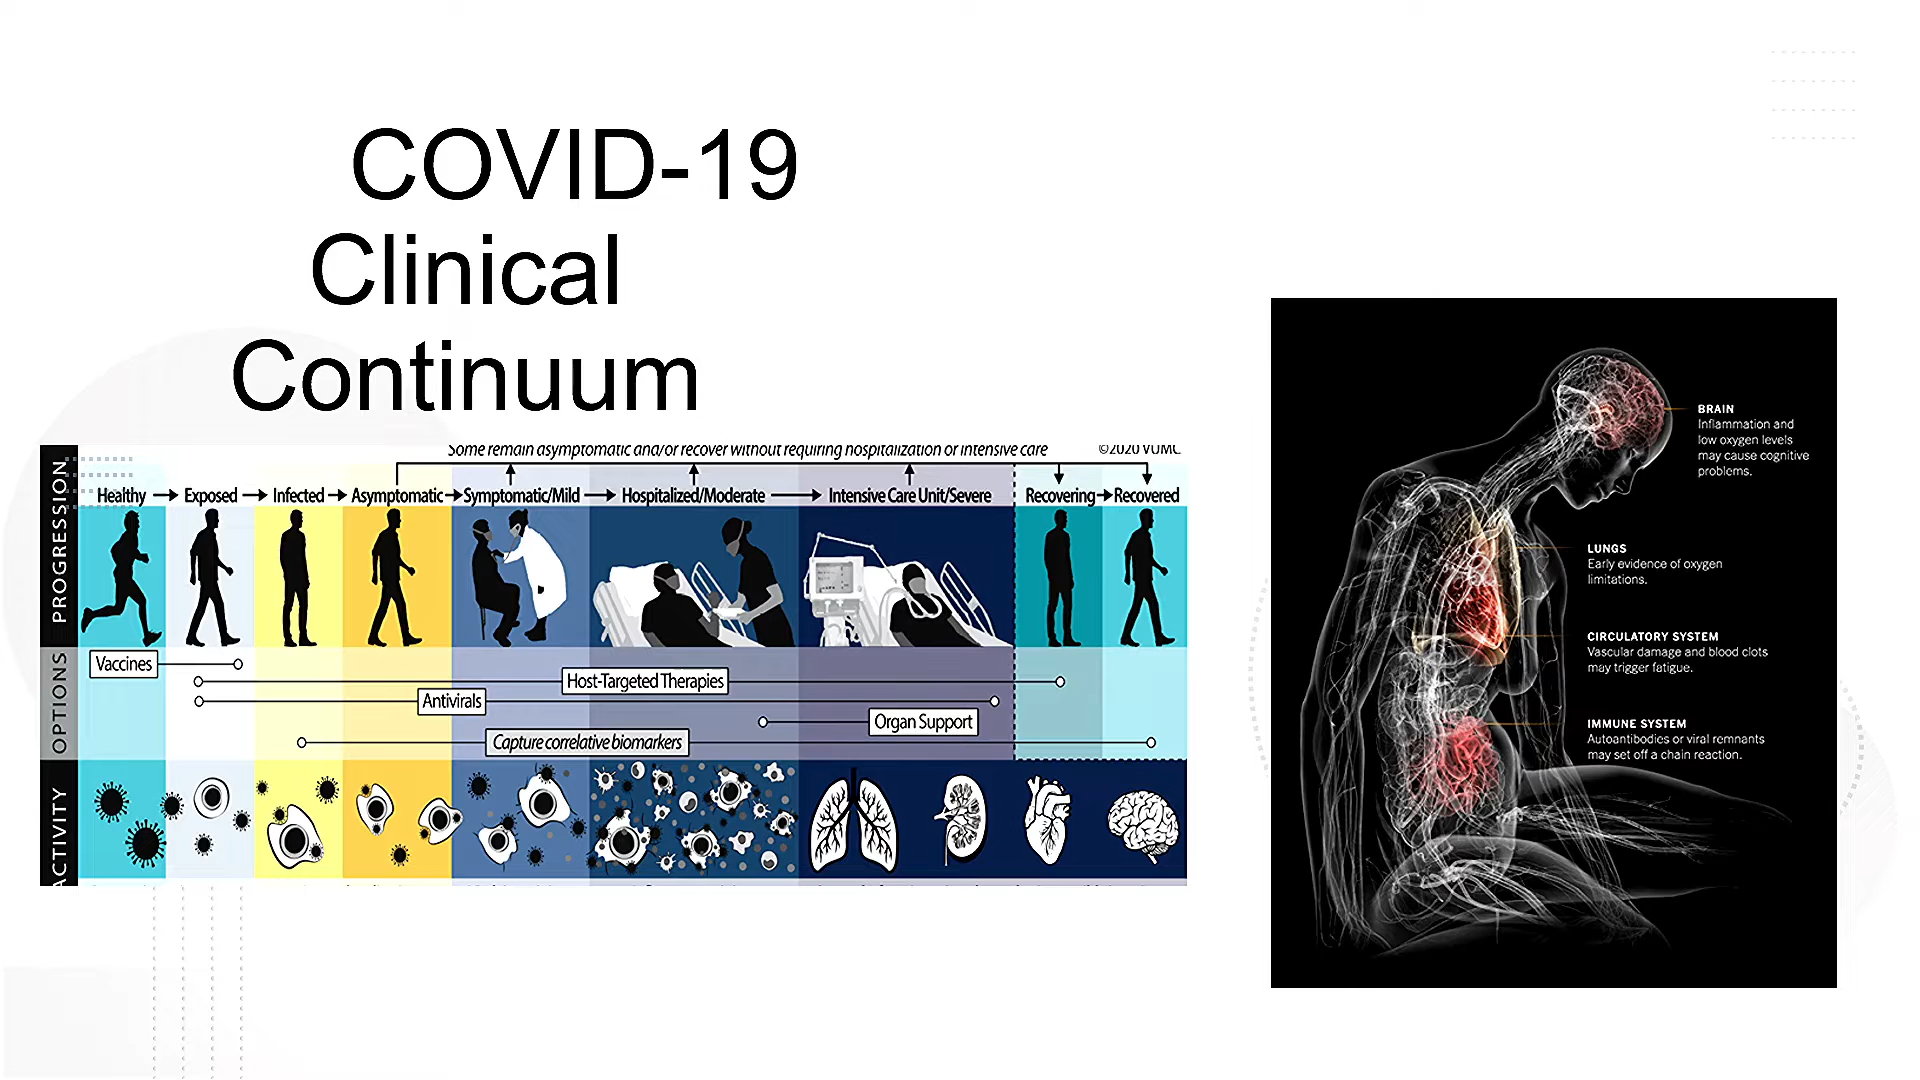 COVID-19
Clinical
Continuum
Some remain asymptomatic and/or recover without requiring hospitalization or intensive care
©2020 VUMC
PROGRESSION
Healthy
Exposed
Infected
Asymptomatic
Symptomatic/Mild
Hospitalized/Moderate
Intensive Care Unit/Severe
Recovering
Recovered
OPTIONS
Vaccines
Host-Targeted Therapies
Antivirals
Organ Support
Capture correlative biomarkers
ACTIVITY
BRAIN
Inflammation and
low oxygen levels
may cause cognitive
problems.
LUNGS
Early evidence of oxygen
limitations.
CIRCULATORY SYSTEM
Vascular damage and blood clots
may trigger fatigue.
IMMUNE SYSTEM
Autoantibodies or viral remnants
may set off a chain reaction.